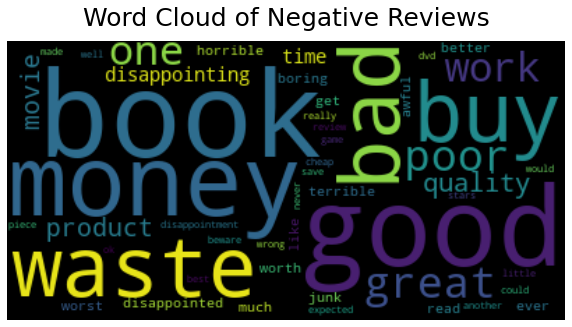 Word Cloud of Negative Reviews
made
well
one
horrible
time
dvd
better
movie
disappointing
boring
bad
awful
work
book
get
really
review
game
buy
money
cheap
save
never
poor
would
quality
terrible
piece
product
disappointment
beware
wrong
like
good
stars
waste
best
worth
great
little
could
worst
disappointed
much
junk
expected
read
another
ever